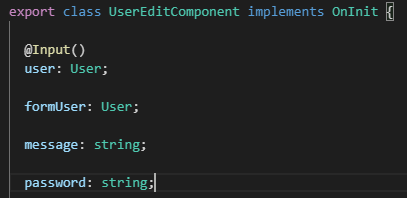 export class UserEditComponent implements OnInit {
@Input()
user: User;
formUser: User;
message: string;
password: string;